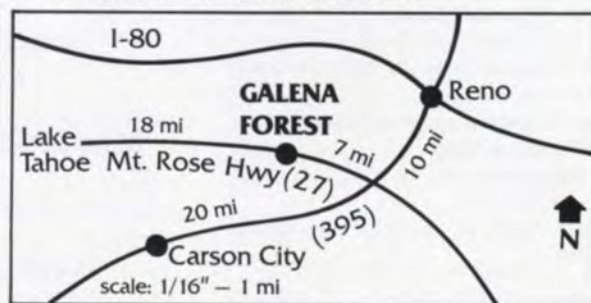 I-80
Reno
GALENA
FOREST
18 mi
7 mi
10 mi
Lake
Tahoe
Mt. Rose Hwy (27)
20 mi
(395)
N
Carson City
scale: 1/16" – 1 mi